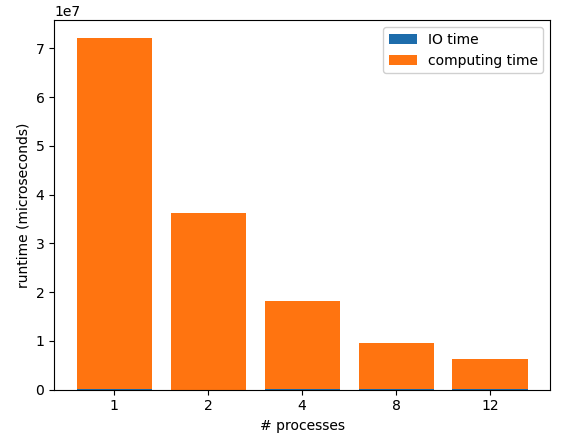 1e7
IO time
computing time
7
6
5
4
3
2
1
0
runtime (microseconds)
1 2 4 8 12
# processes